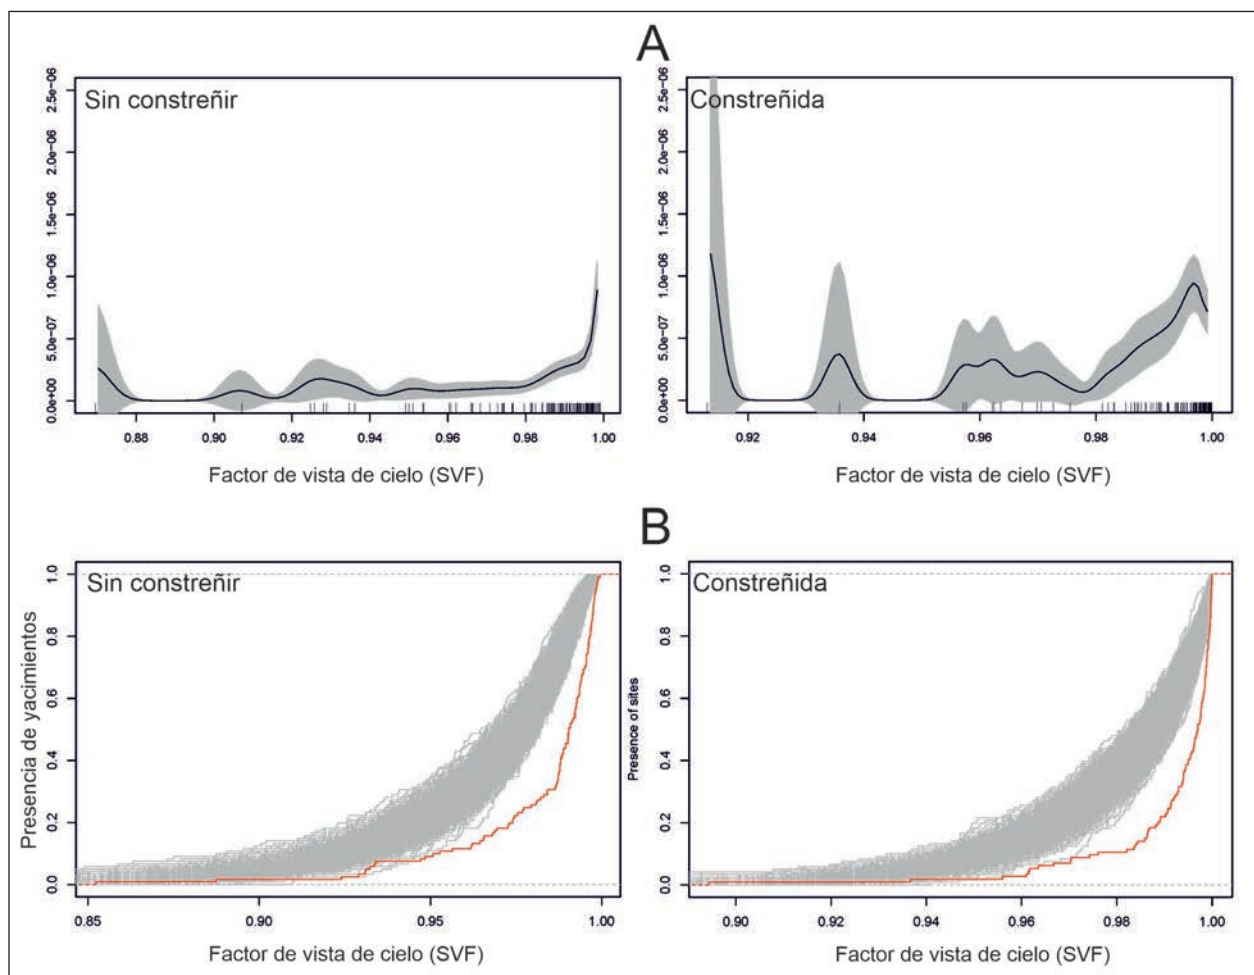 A
Sin constreñir
0.0e+00 5.0e-07 1.0e-06 1.5e-06 2.0e-06 2.5e-06
0.88 0.90 0.92 0.94 0.96 0.98 1.00
Factor de vista de cielo (SVF)
Constreñida
0.0e+00 5.0e-07 1.0e-06 1.5e-06 2.0e-06 2.5e-06
0.92 0.94 0.96 0.98 1.00
Factor de vista de cielo (SVF)
B
Sin constreñir
Presencia de yacimientos
0.0 0.2 0.4 0.6 0.8 1.0
0.85 0.90 0.95 1.00
Factor de vista de cielo (SVF)
Constreñida
Presence of sites
0.0 0.2 0.4 0.6 0.8 1.0
0.90 0.92 0.94 0.96 0.98 1.00
Factor de vista de cielo (SVF)